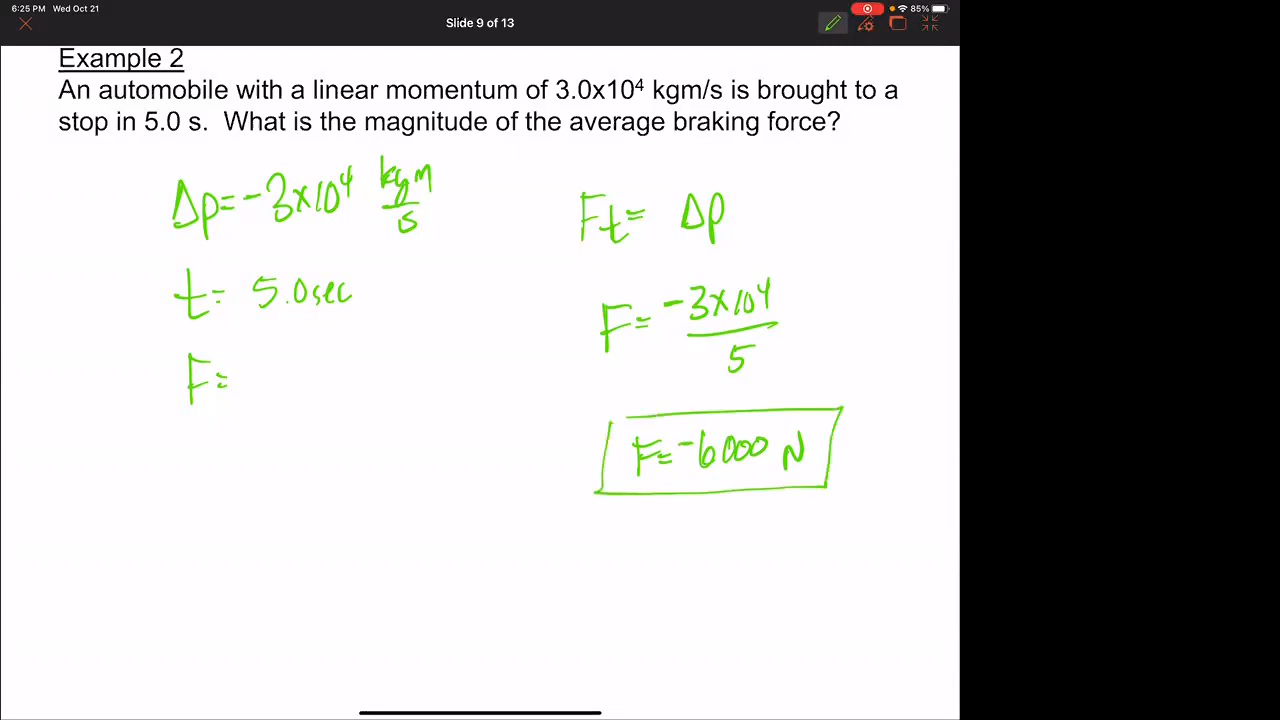 6:25 PM Wed Oct 21
85%
Slide 9 of 13
Example 2
An automobile with a linear momentum of 3.0x10⁴ kgm/s is brought to a
stop in 5.0 s. What is the magnitude of the average braking force?
Δp= -3x10⁴ kgm/s
t= 5.0sec
F=
Ft= Δp
F= -3x10⁴/5
F= -6000 N